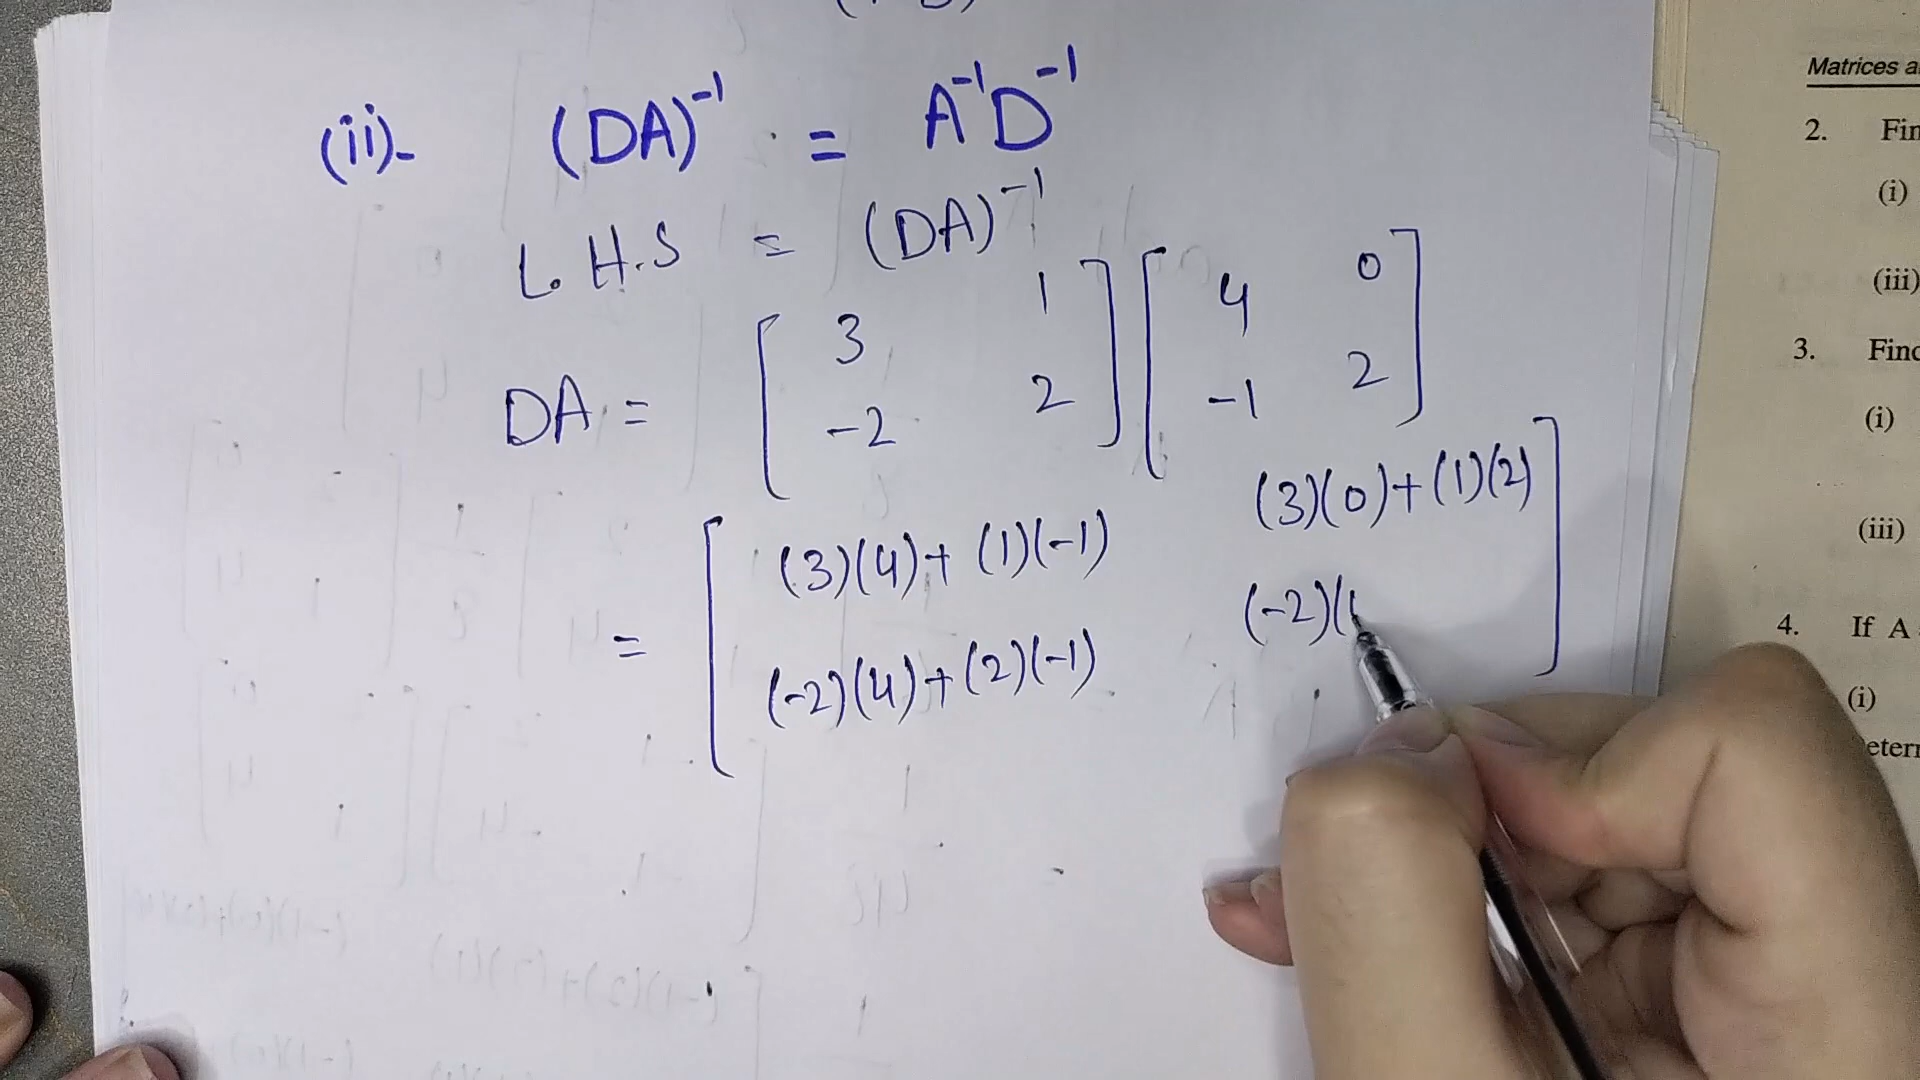 (ii). (DA)⁻¹ = A⁻¹D⁻¹
L.H.S = (DA)⁻¹
DA = [3 1
-2 2] [4 0
-1 2]
= [(3)(4)+(1)(-1) (3)(0)+(1)(2)
(-2)(4)+(2)(-1) (-2)( ]
Matrices a
2. Fin
(i)
(iii)
3. Find
(i)
(iii)
4. If A
(i)
eterm